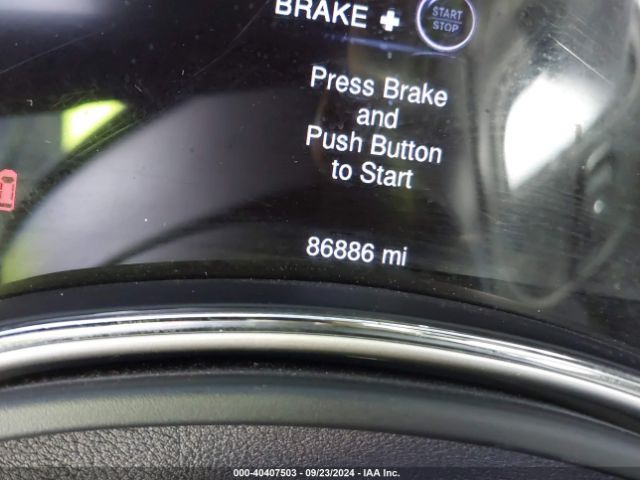 BRAKE + START STOP
Press Brake
and
Push Button
to Start
86886 mi
000-40407503 - 09/23/2024 - IAA Inc.